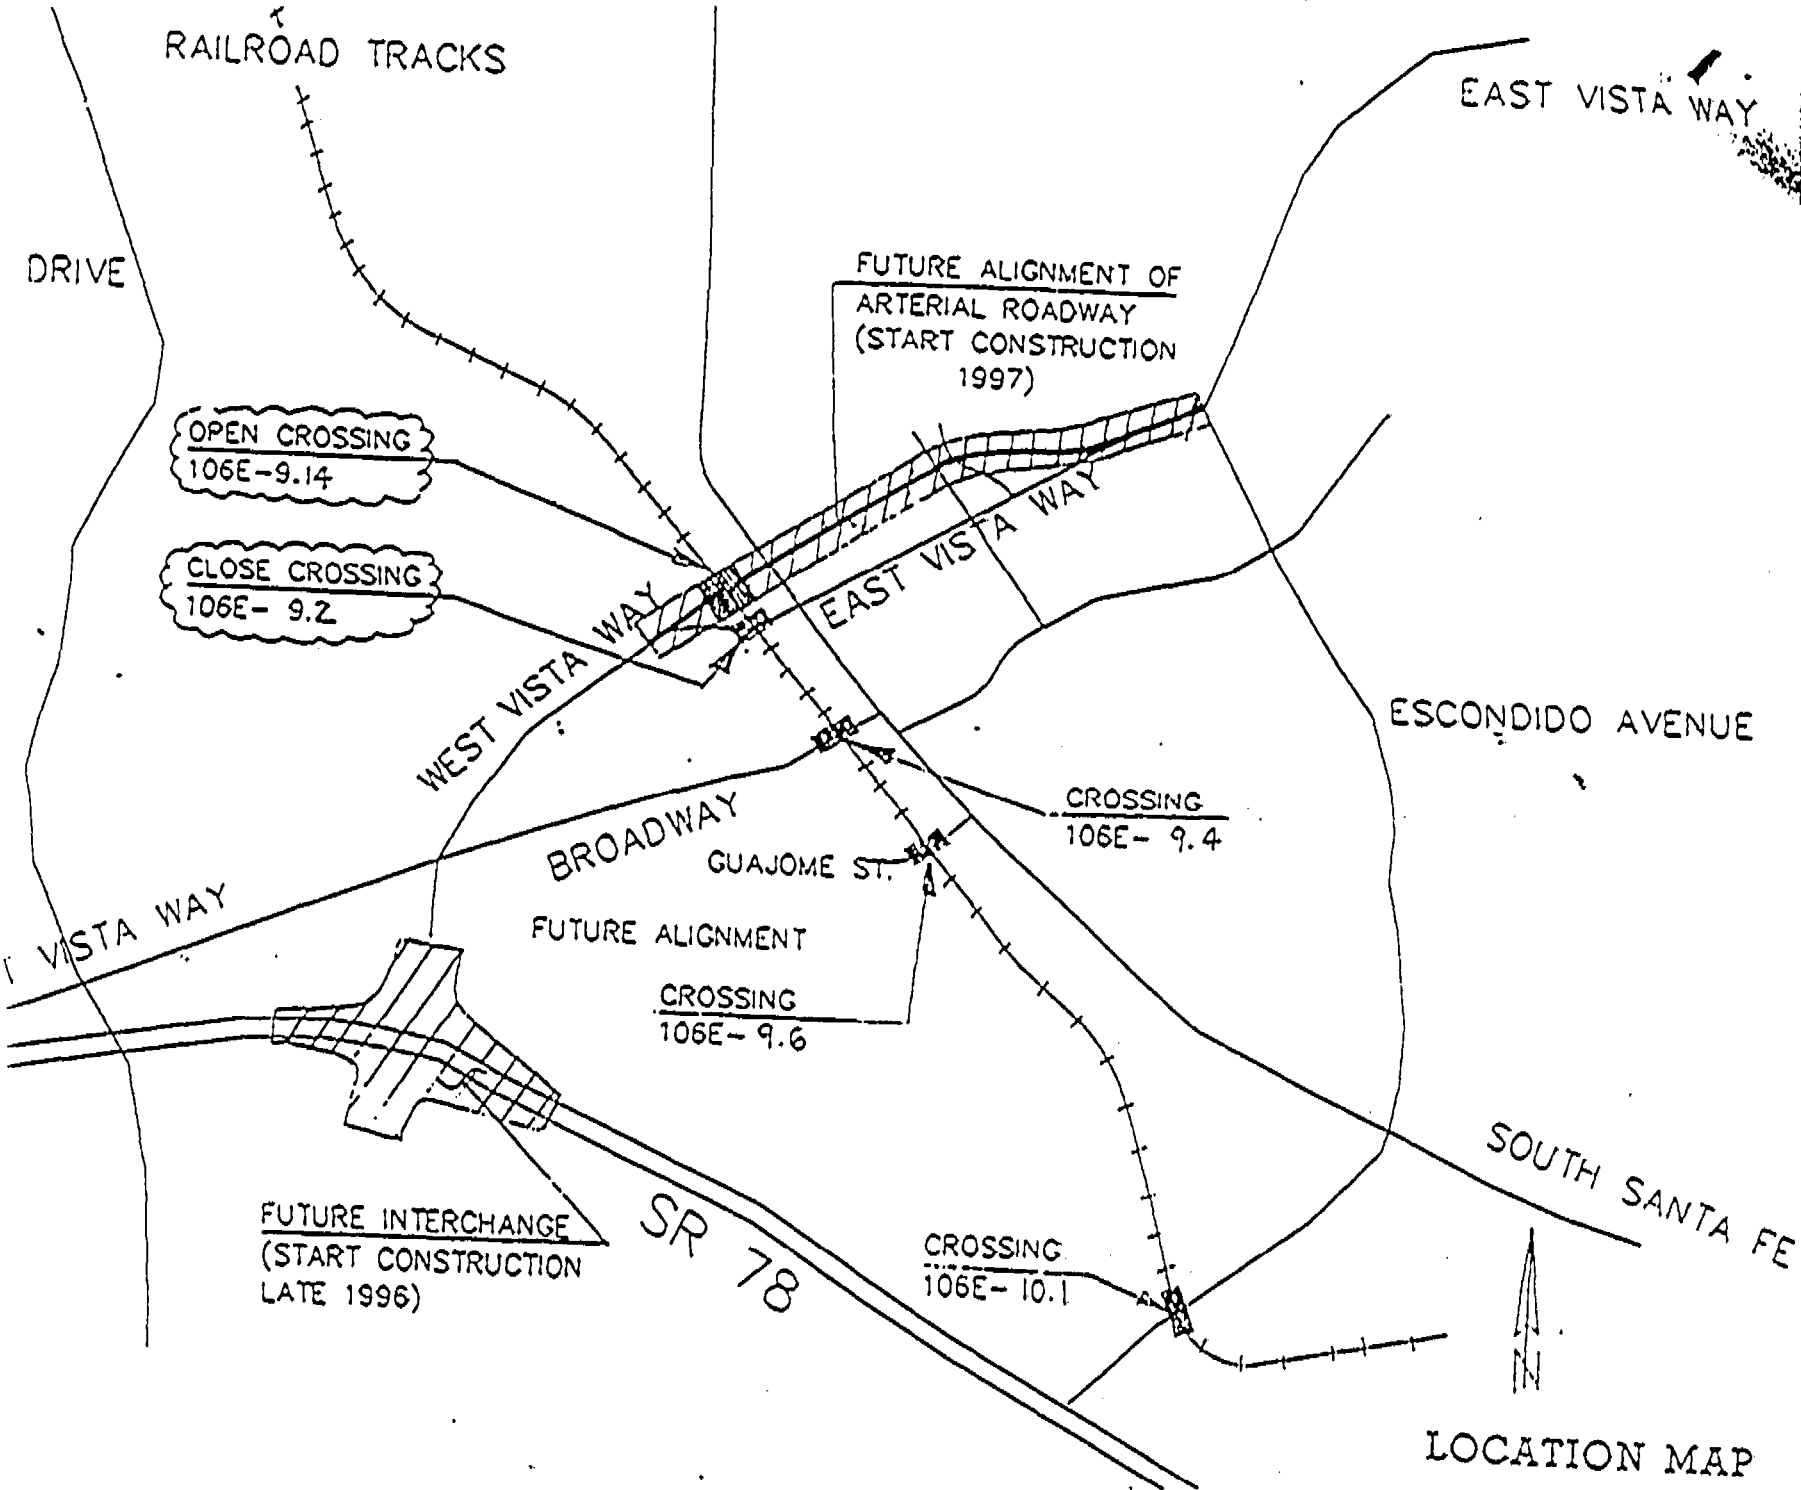 RAILROAD TRACKS
EAST VISTA WAY
DRIVE
FUTURE ALIGNMENT OF
ARTERIAL ROADWAY
(START CONSTRUCTION
1997)
OPEN CROSSING
106E-9.14
CLOSE CROSSING
106E- 9.2
WEST VISTA WAY
EAST VISTA WAY
ESCONDIDO AVENUE
CROSSING
106E- 9.4
BROADWAY
GUAJOME ST.
VISTA WAY
FUTURE ALIGNMENT
CROSSING
106E- 9.6
SOUTH SANTA FE
FUTURE INTERCHANGE
(START CONSTRUCTION
LATE 1996)
SR 78
CROSSING
106E- 10.1
N
LOCATION MAP